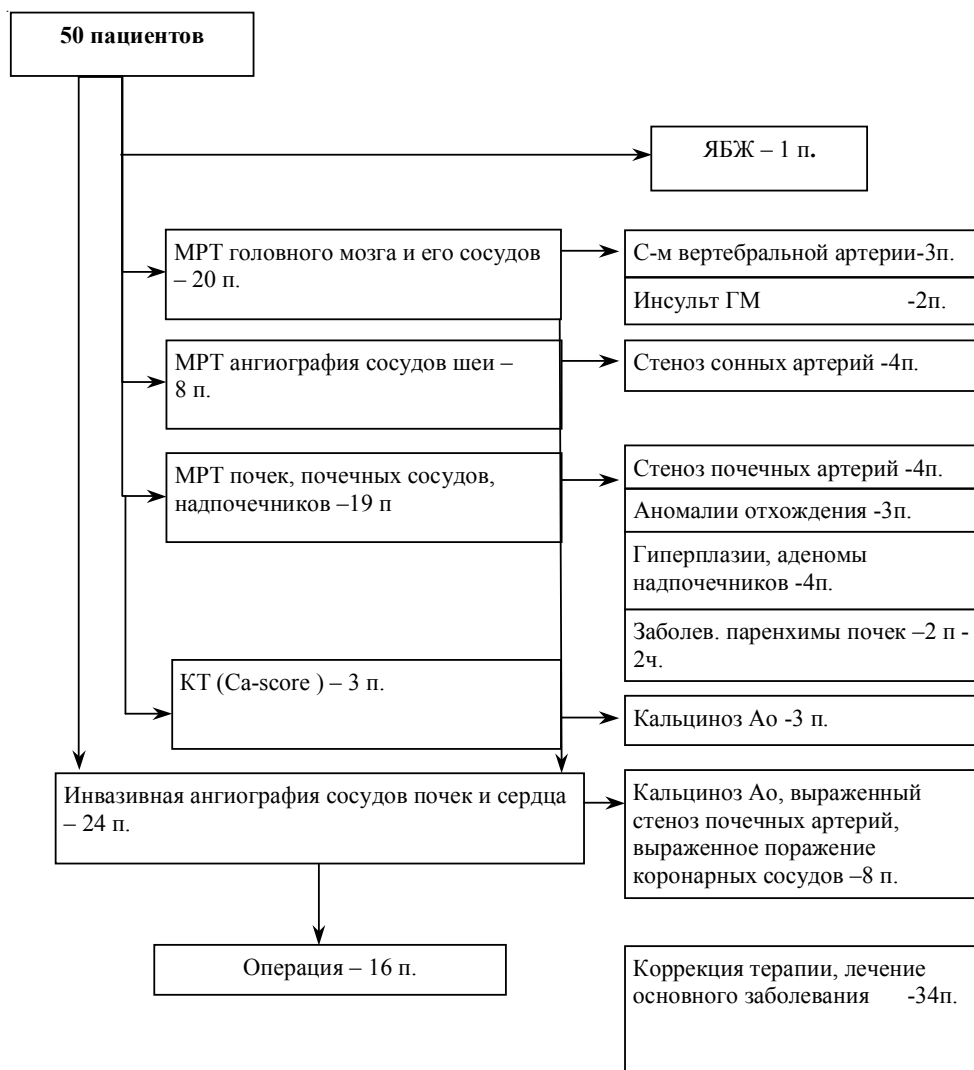 50 пациентов
ЯБЖ – 1 п.
МРТ головного мозга и его сосудов
– 20 п.
С-м вертебральной артерии-3п.
Инсульт ГМ -2п.
МРТ ангиография сосудов шеи –
8 п.
Стеноз сонных артерий -4п.
МРТ почек, почечных сосудов,
надпочечников –19 п
Стеноз почечных артерий -4п.
Аномалии отхождения -3п.
Гиперплазии, аденомы
надпочечников -4п.
Заболев. паренхимы почек –2 п -
2ч.
КТ (Ca-score ) – 3 п.
Кальциноз Ао -3 п.
Инвазивная ангиография сосудов почек и сердца
– 24 п.
Кальциноз Ао, выраженный
стеноз почечных артерий,
выраженное поражение
коронарных сосудов –8 п.
Операция – 16 п.
Коррекция терапии, лечение
основного заболевания -34п.